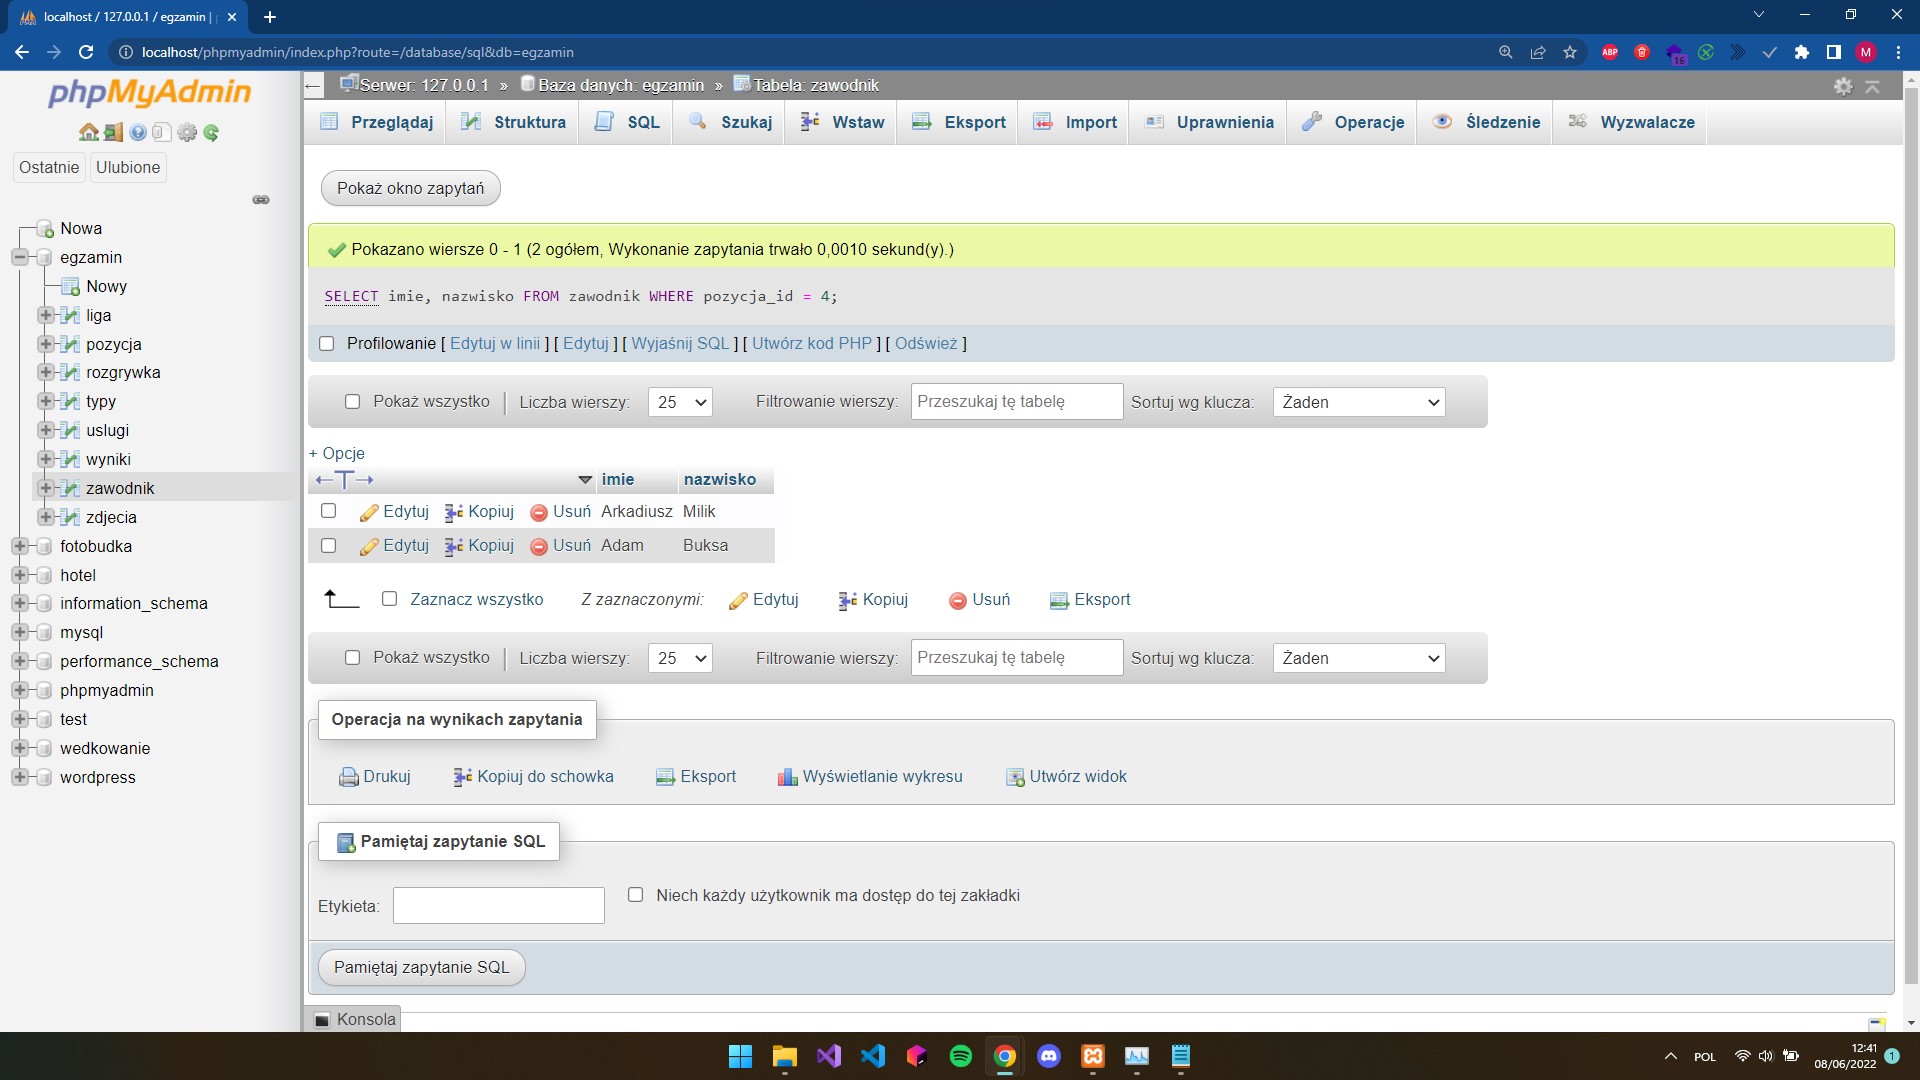 localhost / 127.0.0.1 / egzamin |
localhost/phpmyadmin/index.php?route=/database/sql&db=egzamin
ABP
16
M
phpMyAdmin
Ostatnie
Ulubione
Nowa
egzamin
Nowy
liga
pozycja
rozgrywka
typy
uslugi
wyniki
zawodnik
zdjecia
fotobudka
hotel
information_schema
mysql
performance_schema
phpmyadmin
test
wedkowanie
wordpress
Serwer: 127.0.0.1 » Baza danych: egzamin » Tabela: zawodnik
Przeglądaj Struktura SQL Szukaj Wstaw Eksport Import Uprawnienia Operacje Śledzenie Wyzwalacze
Pokaż okno zapytań
Pokazano wiersze 0 - 1 (2 ogółem, Wykonanie zapytania trwało 0,0010 sekund(y).)
SELECT imie, nazwisko FROM zawodnik WHERE pozycja_id = 4;
Profilowanie [ Edytuj w linii ] [ Edytuj ] [ Wyjaśnij SQL ] [ Utwórz kod PHP ] [ Odśwież ]
Pokaż wszystko | Liczba wierszy: 25 Filtrowanie wierszy: Przeszukaj tę tabelę Sortuj wg klucza: Żaden
+ Opcje
←T→ imie nazwisko
Edytuj Kopiuj Usuń Arkadiusz Milik
Edytuj Kopiuj Usuń Adam Buksa
Zaznacz wszystko Z zaznaczonymi: Edytuj Kopiuj Usuń Eksport
Pokaż wszystko | Liczba wierszy: 25 Filtrowanie wierszy: Przeszukaj tę tabelę Sortuj wg klucza: Żaden
Operacja na wynikach zapytania
Drukuj Kopiuj do schowka Eksport Wyświetlanie wykresu Utwórz widok
Pamiętaj zapytanie SQL
Etykieta: Niech każdy użytkownik ma dostęp do tej zakładki
Pamiętaj zapytanie SQL
Konsola
POL
12:41
08/06/2022
1